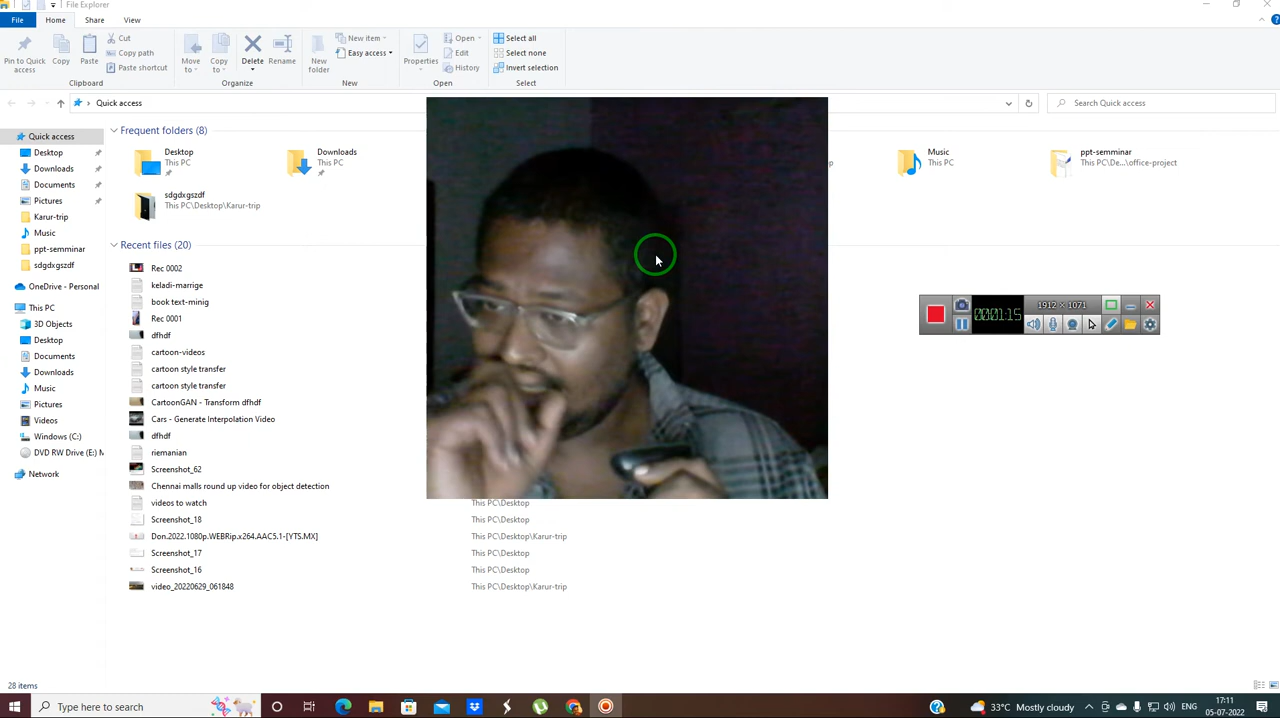 File Explorer
File Home Share View
Pin to Quick access
Copy
Paste
Cut
Copy path
Paste shortcut
Clipboard
Move to
Copy to
Delete
Rename
Organize
New folder
New item
Easy access
New
Properties
Open
Edit
History
Open
Select all
Select none
Invert selection
Select
Quick access
Search Quick access
Quick access
Desktop
Downloads
Documents
Pictures
Karur-trip
Music
ppt-semminar
sdgdxgszdf
OneDrive - Personal
This PC
3D Objects
Desktop
Documents
Downloads
Music
Pictures
Videos
Windows (C:)
DVD RW Drive (E:) M
Network
Frequent folders (8)
Desktop
This PC
Downloads
This PC
Music
This PC
ppt-semminar
This PC\De...\office-project
sdgdxgszdf
This PC\Desktop\Karur-trip
Recent files (20)
Rec 0002
keladi-marrige
book text-minig
Rec 0001
dfhdf
cartoon-videos
cartoon style transfer
cartoon style transfer
CartoonGAN - Transform dfhdf
Cars - Generate Interpolation Video
dfhdf
riemanian
Screenshot_62
Chennai malls round up video for object detection
videos to watch This PC\Desktop
Screenshot_18 This PC\Desktop
Don.2022.1080p.WEBRip.x264.AAC5.1-[YTS.MX] This PC\Desktop\Karur-trip
Screenshot_17 This PC\Desktop
Screenshot_16 This PC\Desktop
video_20220629_061848 This PC\Desktop\Karur-trip
00:01:15
1912 × 1071
28 items
Type here to search
33°C Mostly cloudy
ENG
17:11
05-07-2022